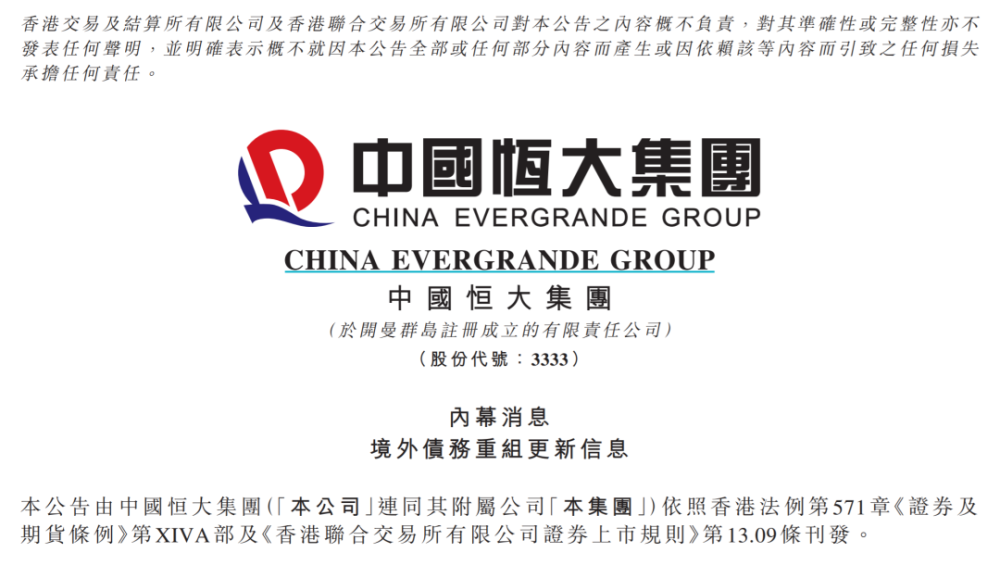 香港交易及結算所有限公司及香港聯合交易所有限公司對本公告之內容概不負責，對其準確性或完整性亦不
發表任何聲明，並明確表示概不就因本公告全部或任何部分內容而產生或因依賴該等內容而引致之任何損失
承擔任何責任。
中國恆大集團
CHINA EVERGRANDE GROUP
CHINA EVERGRANDE GROUP
中國恒大集團
（於開曼群島註冊成立的有限責任公司）
（股份代號：3333）
內幕消息
境外債務重組更新信息
本公告由中國恒大集團(「本公司」連同其附屬公司「本集團」)依照香港法例第571章《證券及
期貨條例》第XIVA部及《香港聯合交易所有限公司證券上市規則》第13.09條刊發。